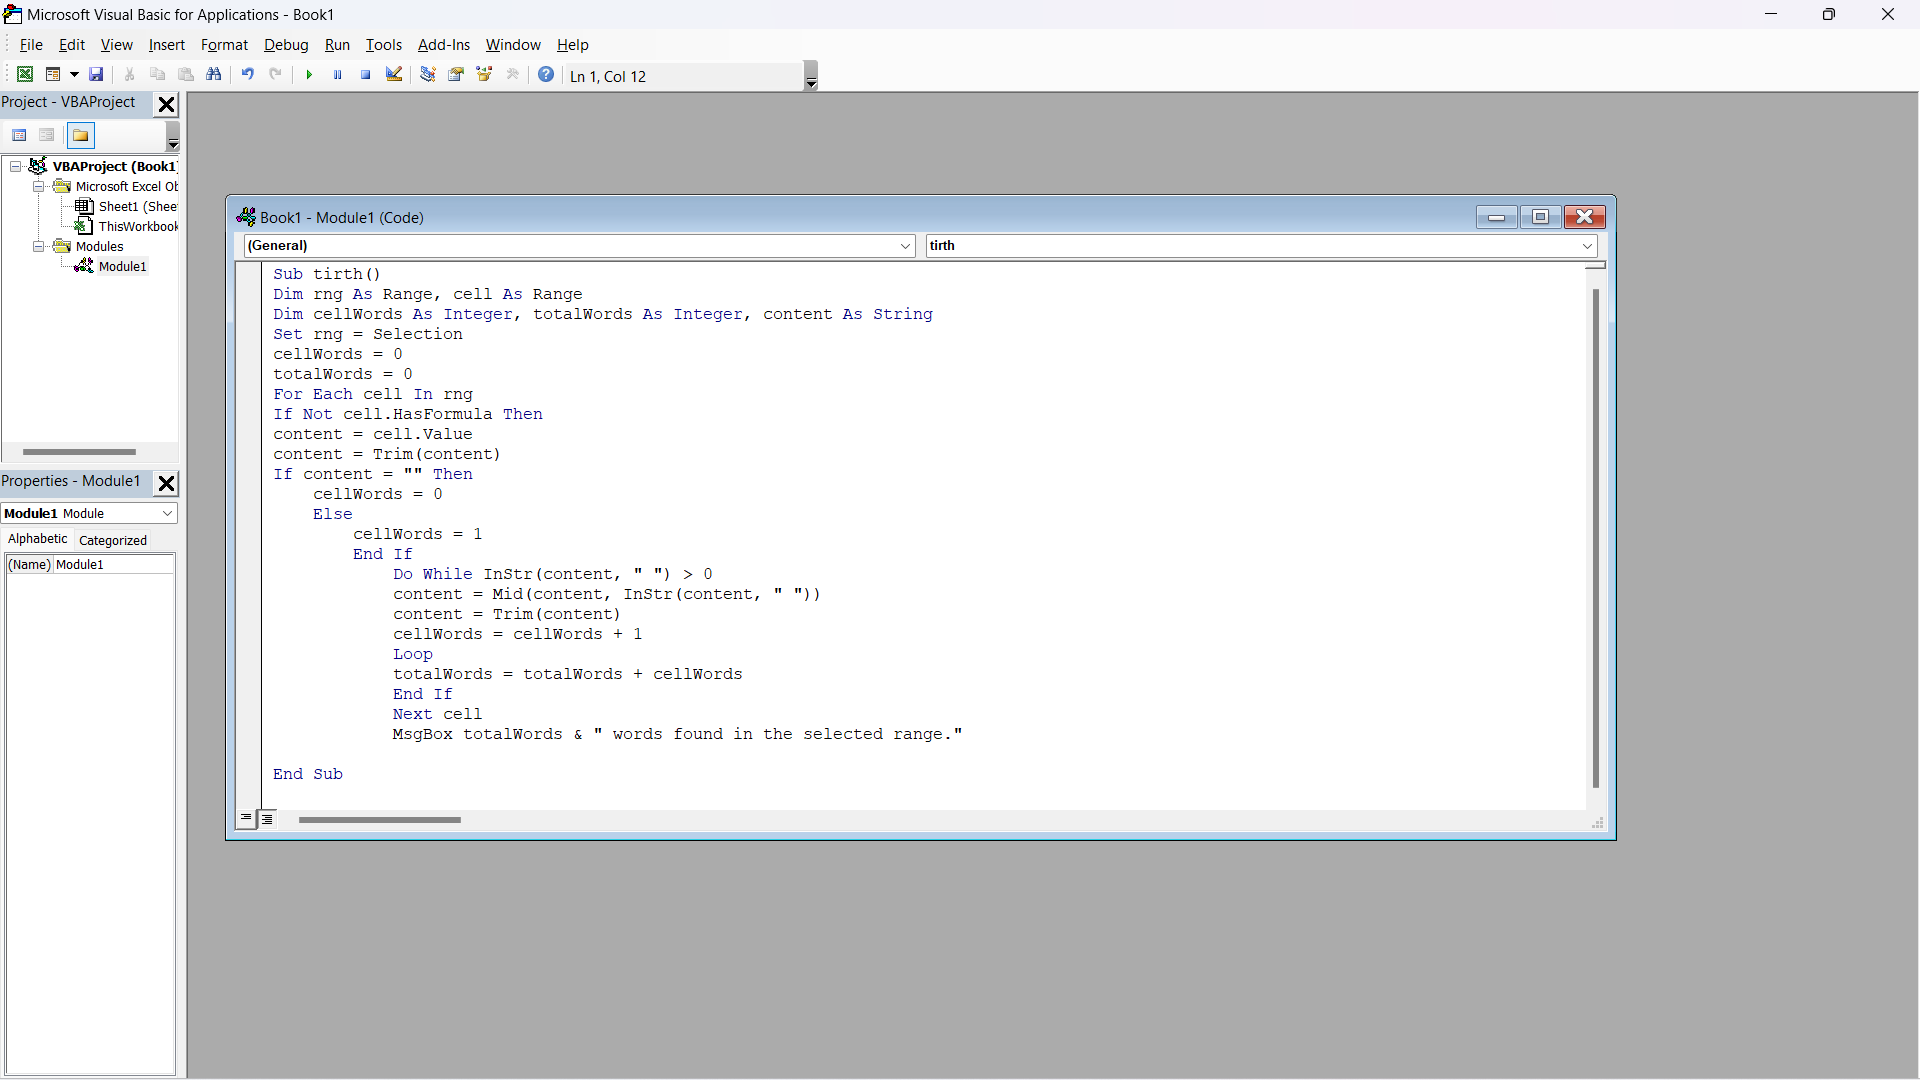 Microsoft Visual Basic for Applications - Book1
File Edit View Insert Format Debug Run Tools Add-Ins Window Help
Ln 1, Col 12
Project - VBAProject
VBAProject (Book1)
Microsoft Excel Ob
Sheet1 (Shee
ThisWorkbook
Modules
Module1
Properties - Module1
Module1 Module
Alphabetic Categorized
(Name) Module1
Book1 - Module1 (Code)
(General) tirth
Sub tirth()
Dim rng As Range, cell As Range
Dim cellWords As Integer, totalWords As Integer, content As String
Set rng = Selection
cellWords = 0
totalWords = 0
For Each cell In rng
If Not cell.HasFormula Then
content = cell.Value
content = Trim(content)
If content = "" Then
    cellWords = 0
    Else
        cellWords = 1
        End If
            Do While InStr(content, " ") > 0
            content = Mid(content, InStr(content, " "))
            content = Trim(content)
            cellWords = cellWords + 1
            Loop
            totalWords = totalWords + cellWords
            End If
            Next cell
            MsgBox totalWords & " words found in the selected range."
End Sub